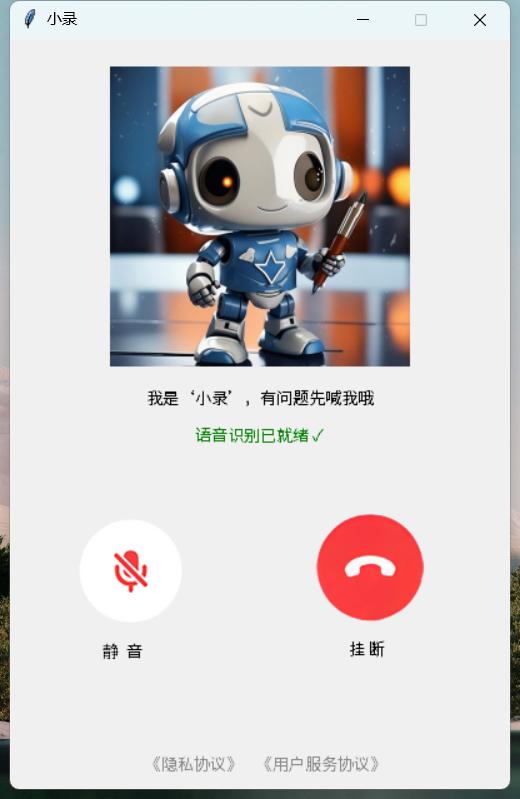 小录
我是‘小录’，有问题先喊我哦
语音识别已就绪✓
静 音
挂断
《隐私协议》 《用户服务协议》